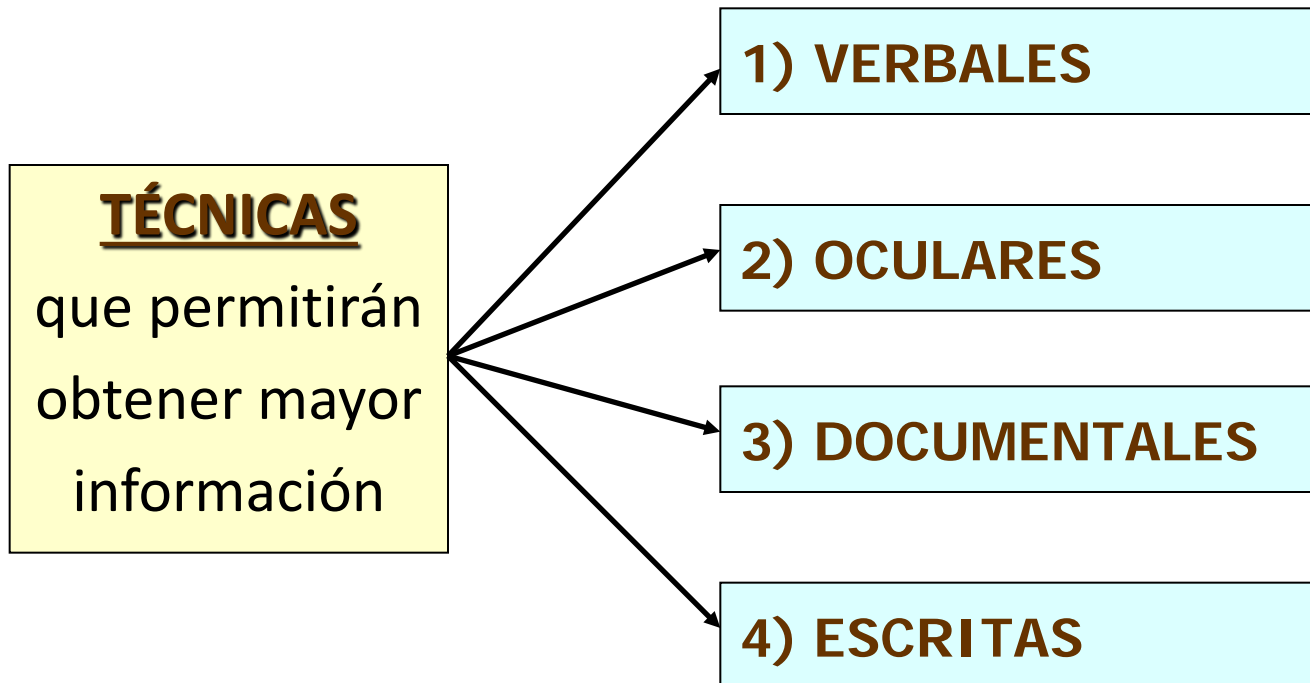 TÉCNICAS
que permitirán
obtener mayor
información
1) VERBALES
2) OCULARES
3) DOCUMENTALES
4) ESCRITAS